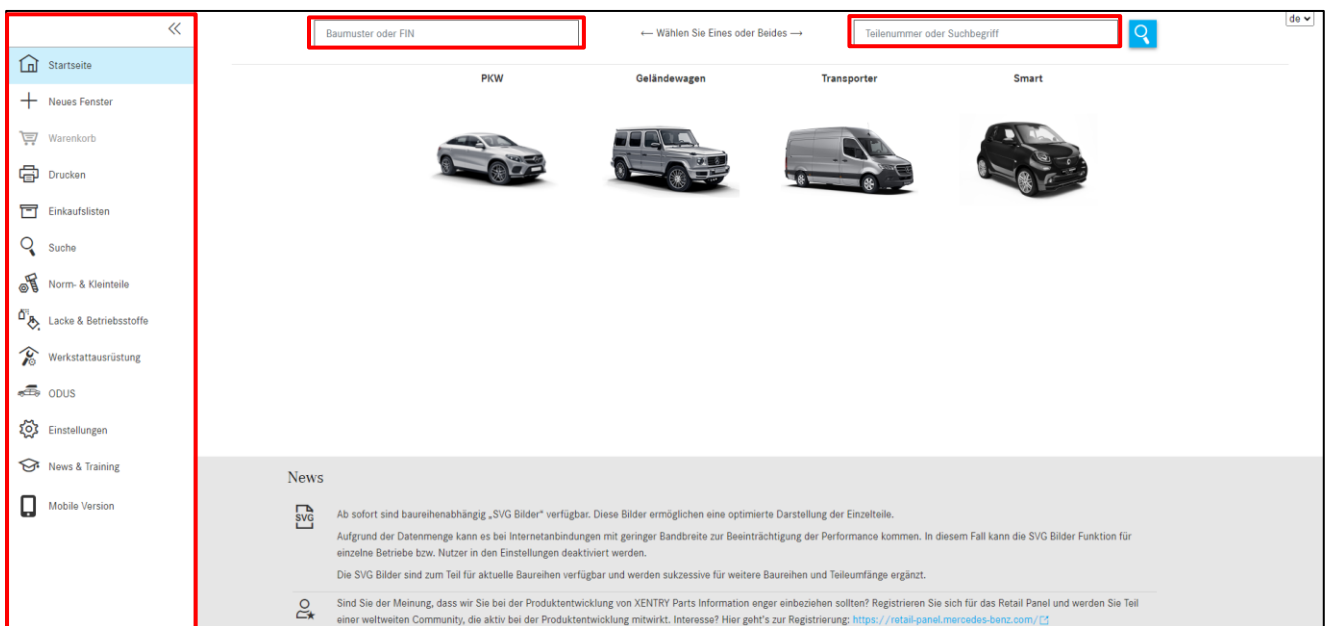 Baumuster oder FIN
← Wählen Sie Eines oder Beides →
Teilenummer oder Suchbegriff
de
Startseite
Neues Fenster
Warenkorb
Drucken
Einkaufslisten
Suche
Norm- & Kleinteile
Lacke & Betriebsstoffe
Werkstattausrüstung
ODUS
Einstellungen
News & Training
Mobile Version
PKW
Geländewagen
Transporter
Smart
News
SVG
Ab sofort sind baureihenabhängig „SVG Bilder" verfügbar. Diese Bilder ermöglichen eine optimierte Darstellung der Einzelteile.
Aufgrund der Datenmenge kann es bei Internetanbindungen mit geringer Bandbreite zur Beeinträchtigung der Performance kommen. In diesem Fall kann die SVG Bilder Funktion für
einzelne Betriebe bzw. Nutzer in den Einstellungen deaktiviert werden.
Die SVG Bilder sind zum Teil für aktuelle Baureihen verfügbar und werden sukzessive für weitere Baureihen und Teileumfänge ergänzt.
Sind Sie der Meinung, dass wir Sie bei der Produktentwicklung von XENTRY Parts Information enger einbeziehen sollten? Registrieren Sie sich für das Retail Panel und werden Sie Teil
einer weltweiten Community, die aktiv bei der Produktentwicklung mitwirkt. Interesse? Hier geht's zur Registrierung: https://retail-panel.mercedes-benz.com/